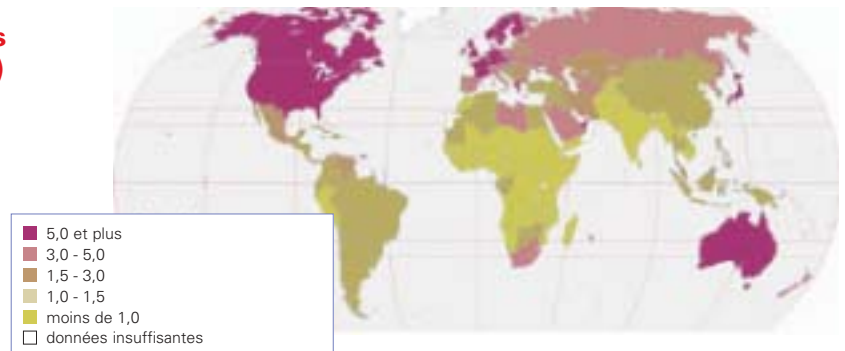 s
)
5,0 et plus
3,0 - 5,0
1,5 - 3,0
1,0 - 1,5
moins de 1,0
données insuffisantes